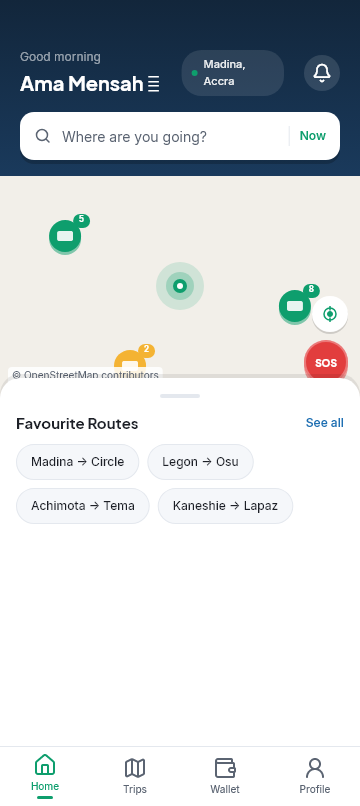 Good morning
Ama Mensah
Madina,
Accra
Where are you going?
Now
5
8
2
SOS
© OpenStreetMap contributors
Favourite Routes
See all
Madina → Circle
Legon → Osu
Achimota → Tema
Kaneshie → Lapaz
Home
Trips
Wallet
Profile